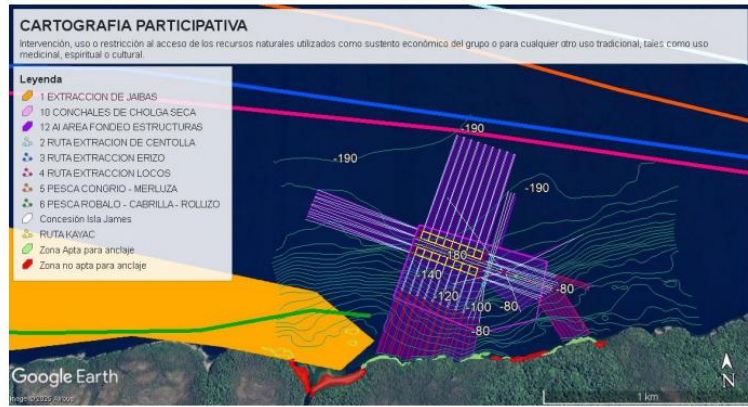 CARTOGRAFIA PARTICIPATIVA
Intervención, uso o restricción al acceso de los recursos naturales utilizados como sustento económico del grupo o para cualquier otro uso tradicional, tales como uso
medicinal, espiritual o cultural.
Leyenda
1 EXTRACCION DE JAIBAS
10 CONCHALES DE CHOLGA SECA
12 AI AREA FONDEO ESTRUCTURAS
2 RUTA EXTRACION DE CENTOLLA
3 RUTA EXTRACCION ERIZO
4 RUTA EXTRACCION LOCOS
5 PESCA CONGRIO - MERLUZA
6 PESCA ROBALO - CABRILLA - ROLLIZO
Concesión Isla James
RUTA KAYAC
Zona Apta para anclaje
Zona no apta para anclaje
-190
-190
-190
-180
-140
-80
-120
-100
-80
-80
Google Earth
N
1 km